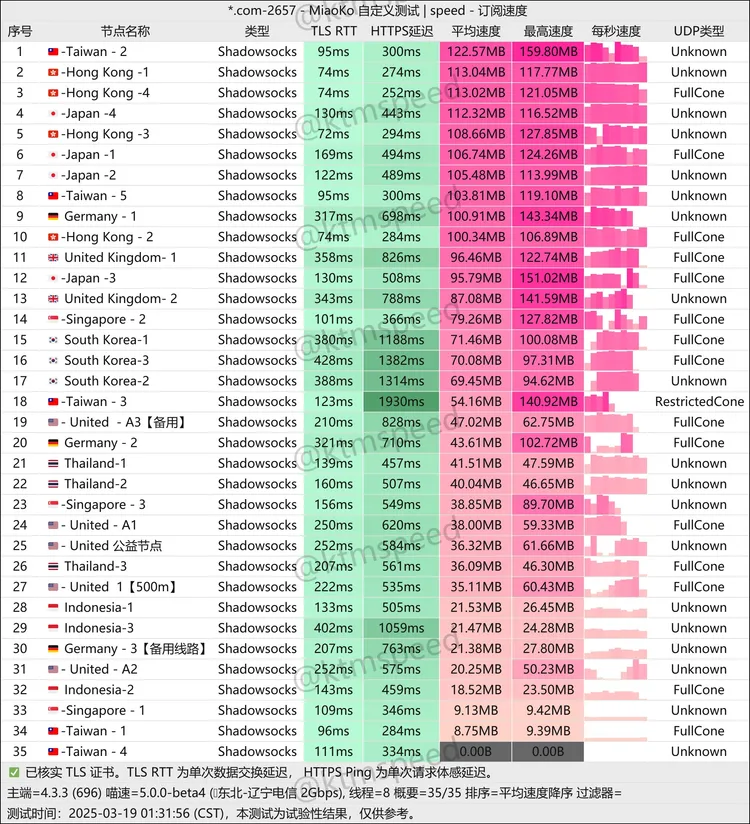 *.com-2657 - MiaoKo 自定义测试 | speed - 订阅速度
序号 节点名称 类型 TLS RTT HTTPS延迟 平均速度 最高速度 每秒速度 UDP类型
1 -Taiwan - 2 Shadowsocks 95ms 300ms 122.57MB 159.80MB Unknown
2 -Hong Kong -1 Shadowsocks 74ms 274ms 113.04MB 117.77MB Unknown
3 -Hong Kong -4 Shadowsocks 74ms 252ms 113.02MB 121.05MB FullCone
4 -Japan -4 Shadowsocks 130ms 443ms 112.32MB 116.52MB Unknown
5 -Hong Kong -3 Shadowsocks 72ms 294ms 108.66MB 127.85MB Unknown
6 -Japan -1 Shadowsocks 169ms 494ms 106.74MB 124.26MB FullCone
7 -Japan -2 Shadowsocks 122ms 489ms 105.48MB 113.99MB Unknown
8 -Taiwan - 5 Shadowsocks 95ms 300ms 103.81MB 119.10MB Unknown
9 Germany - 1 Shadowsocks 317ms 698ms 100.91MB 143.34MB Unknown
10 -Hong Kong - 2 Shadowsocks 74ms 284ms 100.34MB 106.89MB FullCone
11 United Kingdom- 1 Shadowsocks 358ms 826ms 96.46MB 122.74MB FullCone
12 -Japan -3 Shadowsocks 130ms 508ms 95.79MB 151.02MB FullCone
13 United Kingdom- 2 Shadowsocks 343ms 788ms 87.08MB 141.59MB Unknown
14 -Singapore - 2 Shadowsocks 101ms 366ms 79.26MB 127.82MB FullCone
15 South Korea-1 Shadowsocks 380ms 1188ms 71.46MB 100.08MB FullCone
16 South Korea-3 Shadowsocks 428ms 1382ms 70.08MB 97.31MB FullCone
17 South Korea-2 Shadowsocks 388ms 1314ms 69.45MB 94.62MB Unknown
18 -Taiwan - 3 Shadowsocks 123ms 1930ms 54.16MB 140.92MB RestrictedCone
19 - United - A3【备用】 Shadowsocks 210ms 828ms 47.02MB 62.75MB FullCone
20 Germany - 2 Shadowsocks 321ms 710ms 43.61MB 102.72MB FullCone
21 Thailand-1 Shadowsocks 139ms 457ms 41.51MB 47.59MB Unknown
22 Thailand-2 Shadowsocks 160ms 507ms 40.04MB 46.65MB Unknown
23 -Singapore - 3 Shadowsocks 156ms 549ms 38.85MB 89.70MB Unknown
24 - United - A1 Shadowsocks 250ms 620ms 38.00MB 59.33MB FullCone
25 - United 公益节点 Shadowsocks 252ms 584ms 36.32MB 61.66MB Unknown
26 Thailand-3 Shadowsocks 207ms 561ms 36.09MB 46.30MB FullCone
27 - United 1【500m】 Shadowsocks 222ms 535ms 35.11MB 60.43MB FullCone
28 Indonesia-1 Shadowsocks 133ms 505ms 21.53MB 26.45MB Unknown
29 Indonesia-3 Shadowsocks 402ms 1059ms 21.47MB 24.28MB Unknown
30 Germany - 3【备用线路】 Shadowsocks 207ms 763ms 21.38MB 27.80MB Unknown
31 - United - A2 Shadowsocks 252ms 575ms 20.25MB 50.23MB Unknown
32 Indonesia-2 Shadowsocks 143ms 459ms 18.52MB 23.50MB FullCone
33 -Singapore - 1 Shadowsocks 109ms 346ms 9.13MB 9.42MB Unknown
34 -Taiwan - 1 Shadowsocks 96ms 284ms 8.75MB 9.39MB FullCone
35 -Taiwan - 4 Shadowsocks 111ms 334ms 0.00B 0.00B Unknown
✅ 已核实 TLS 证书。TLS RTT 为单次数据交换延迟， HTTPS Ping 为单次请求体感延迟。
主端=4.3.3 (696) 喵速=5.0.0-beta4 (东北-辽宁电信 2Gbps), 线程=8 概要=35/35 排序=平均速度降序 过滤器=
测试时间：2025-03-19 01:31:56 (CST)，本测试为试验性结果，仅供参考。
@ktmspeed
@ktmspeed
@ktmspeed
@ktmspeed
@ktmspeed
@ktmspeed
@ktmspeed